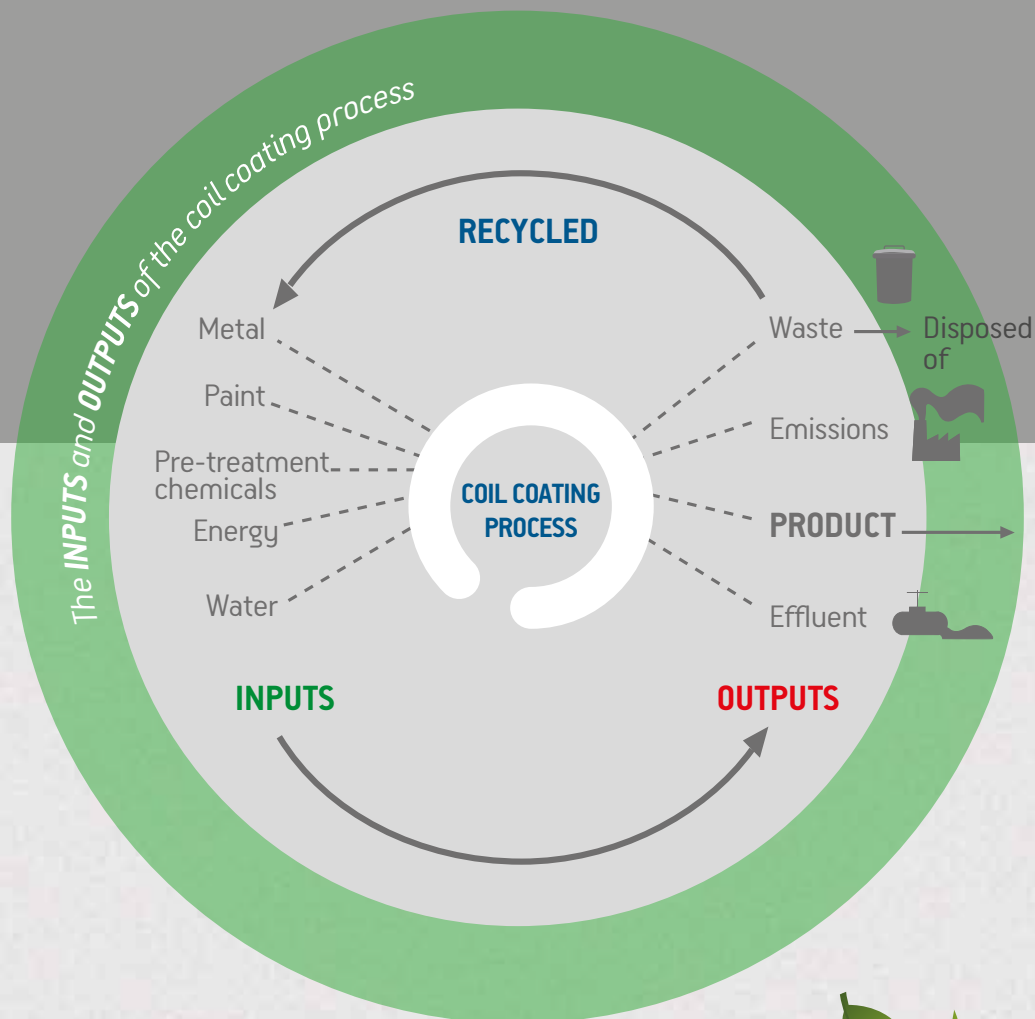 The INPUTS and OUTPUTS of the coil coating process
RECYCLED
Metal
Paint
Pre-treatment
chemicals
Energy
Water
COIL COATING
PROCESS
Waste
Disposed
of
Emissions
PRODUCT
Effluent
INPUTS
OUTPUTS